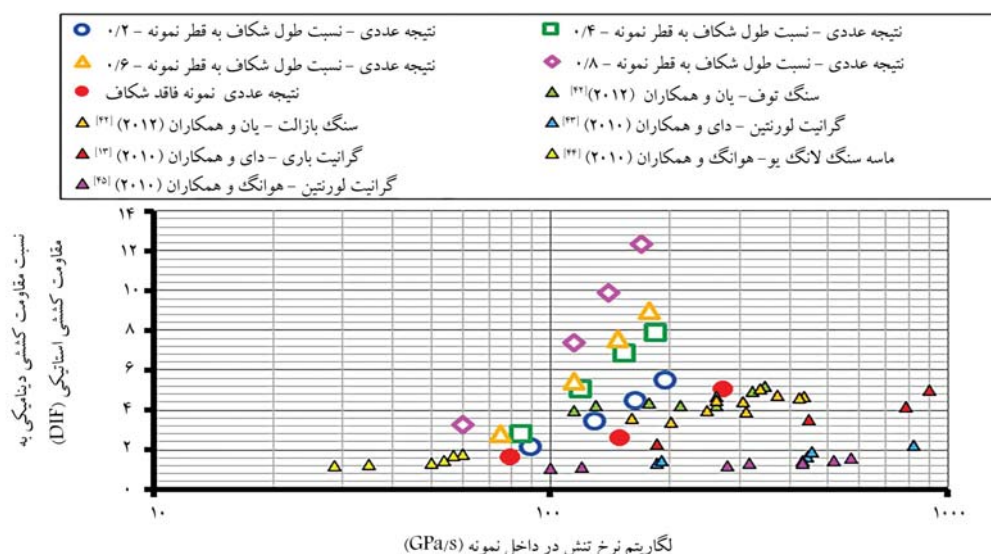 نتیجه عددی - نسبت طول شکاف به قطر نمونه - ۰/۲
نتیجه عددی - نسبت طول شکاف به قطر نمونه - ۰/۴
نتیجه عددی - نسبت طول شکاف به قطر نمونه - ۰/۶
نتیجه عددی - نسبت طول شکاف به قطر نمونه - ۰/۸
نتیجه عددی نمونه فاقد شکاف
سنگ توف - یان و همکاران (۲۰۱۲) [۴۲]
سنگ بازالت - یان و همکاران (۲۰۱۲) [۴۲]
گرانیت لورنتین - دای و همکاران (۲۰۱۰) [۴۳]
گرانیت باری - دای و همکاران (۲۰۱۰) [۱۳]
ماسه سنگ لانگ یو - هوانگ و همکاران (۲۰۱۰) [۴۴]
گرانیت لورنتین - هوانگ و همکاران (۲۰۱۰) [۴۵]
نسبت مقاومت کششی دینامیکی به
مقاومت کششی استاتیکی (DIF)
۱۴
۱۲
۱۰
۸
۶
۴
۲
۰
۱۰
۱۰۰
۱۰۰۰
لگاریتم نرخ تنش در داخل نمونه (GPa/s)